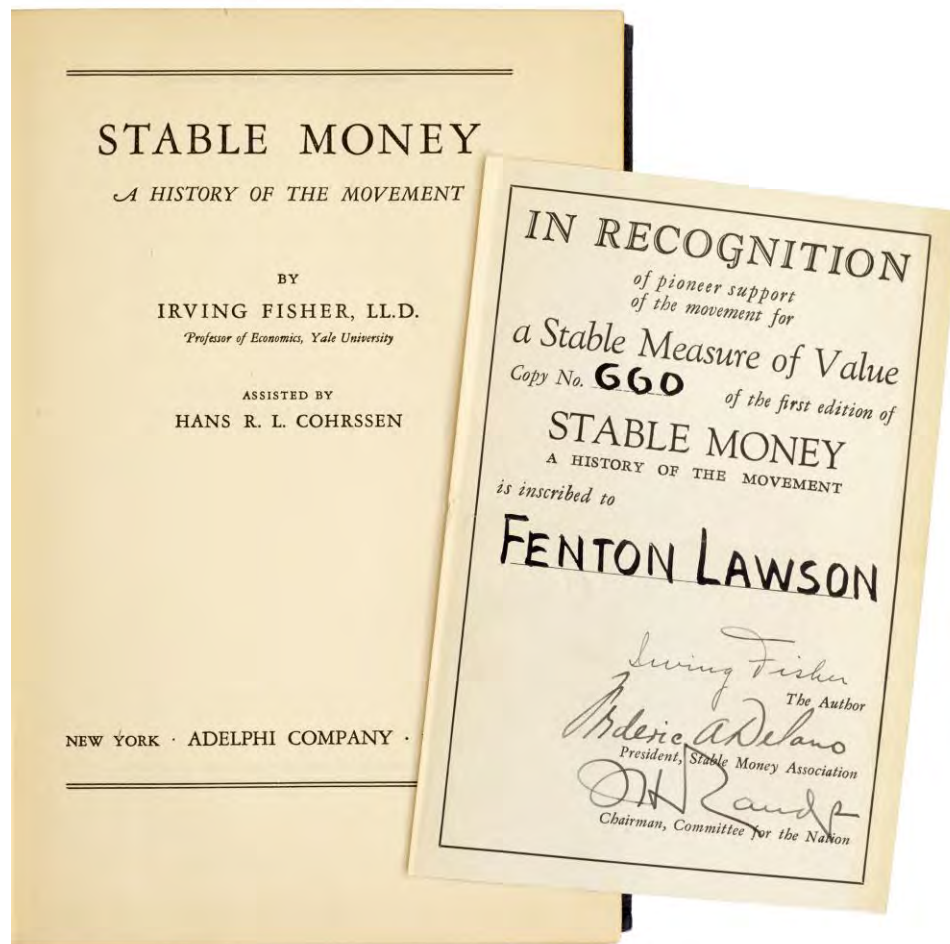 STABLE MONEY
A HISTORY OF THE MOVEMENT
BY
IRVING FISHER, LL.D.
Professor of Economics, Yale University
ASSISTED BY
HANS R. L. COHRSSEN
NEW YORK · ADELPHI COMPANY ·
IN RECOGNITION
of pioneer support
of the movement for
a Stable Measure of Value
Copy No. 660 of the first edition of
STABLE MONEY
A HISTORY OF THE MOVEMENT
is inscribed to
FENTON LAWSON
Irving Fisher
The Author
Frederic A Delano
President, Stable Money Association
Chairman, Committee for the Nation